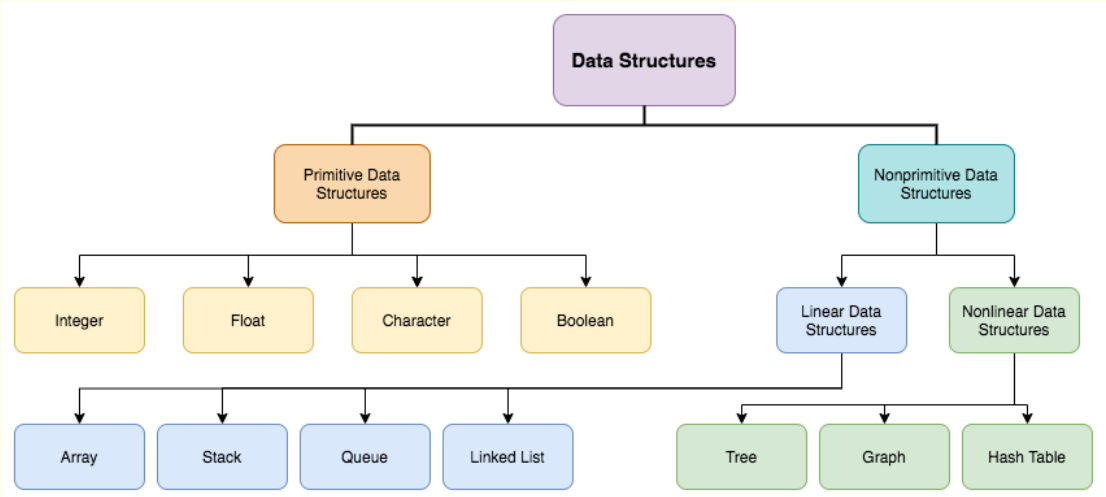 Data Structures
Primitive Data
Structures
Nonprimitive Data
Structures
Integer
Float
Character
Boolean
Linear Data
Structures
Nonlinear Data
Structures
Array
Stack
Queue
Linked List
Tree
Graph
Hash Table